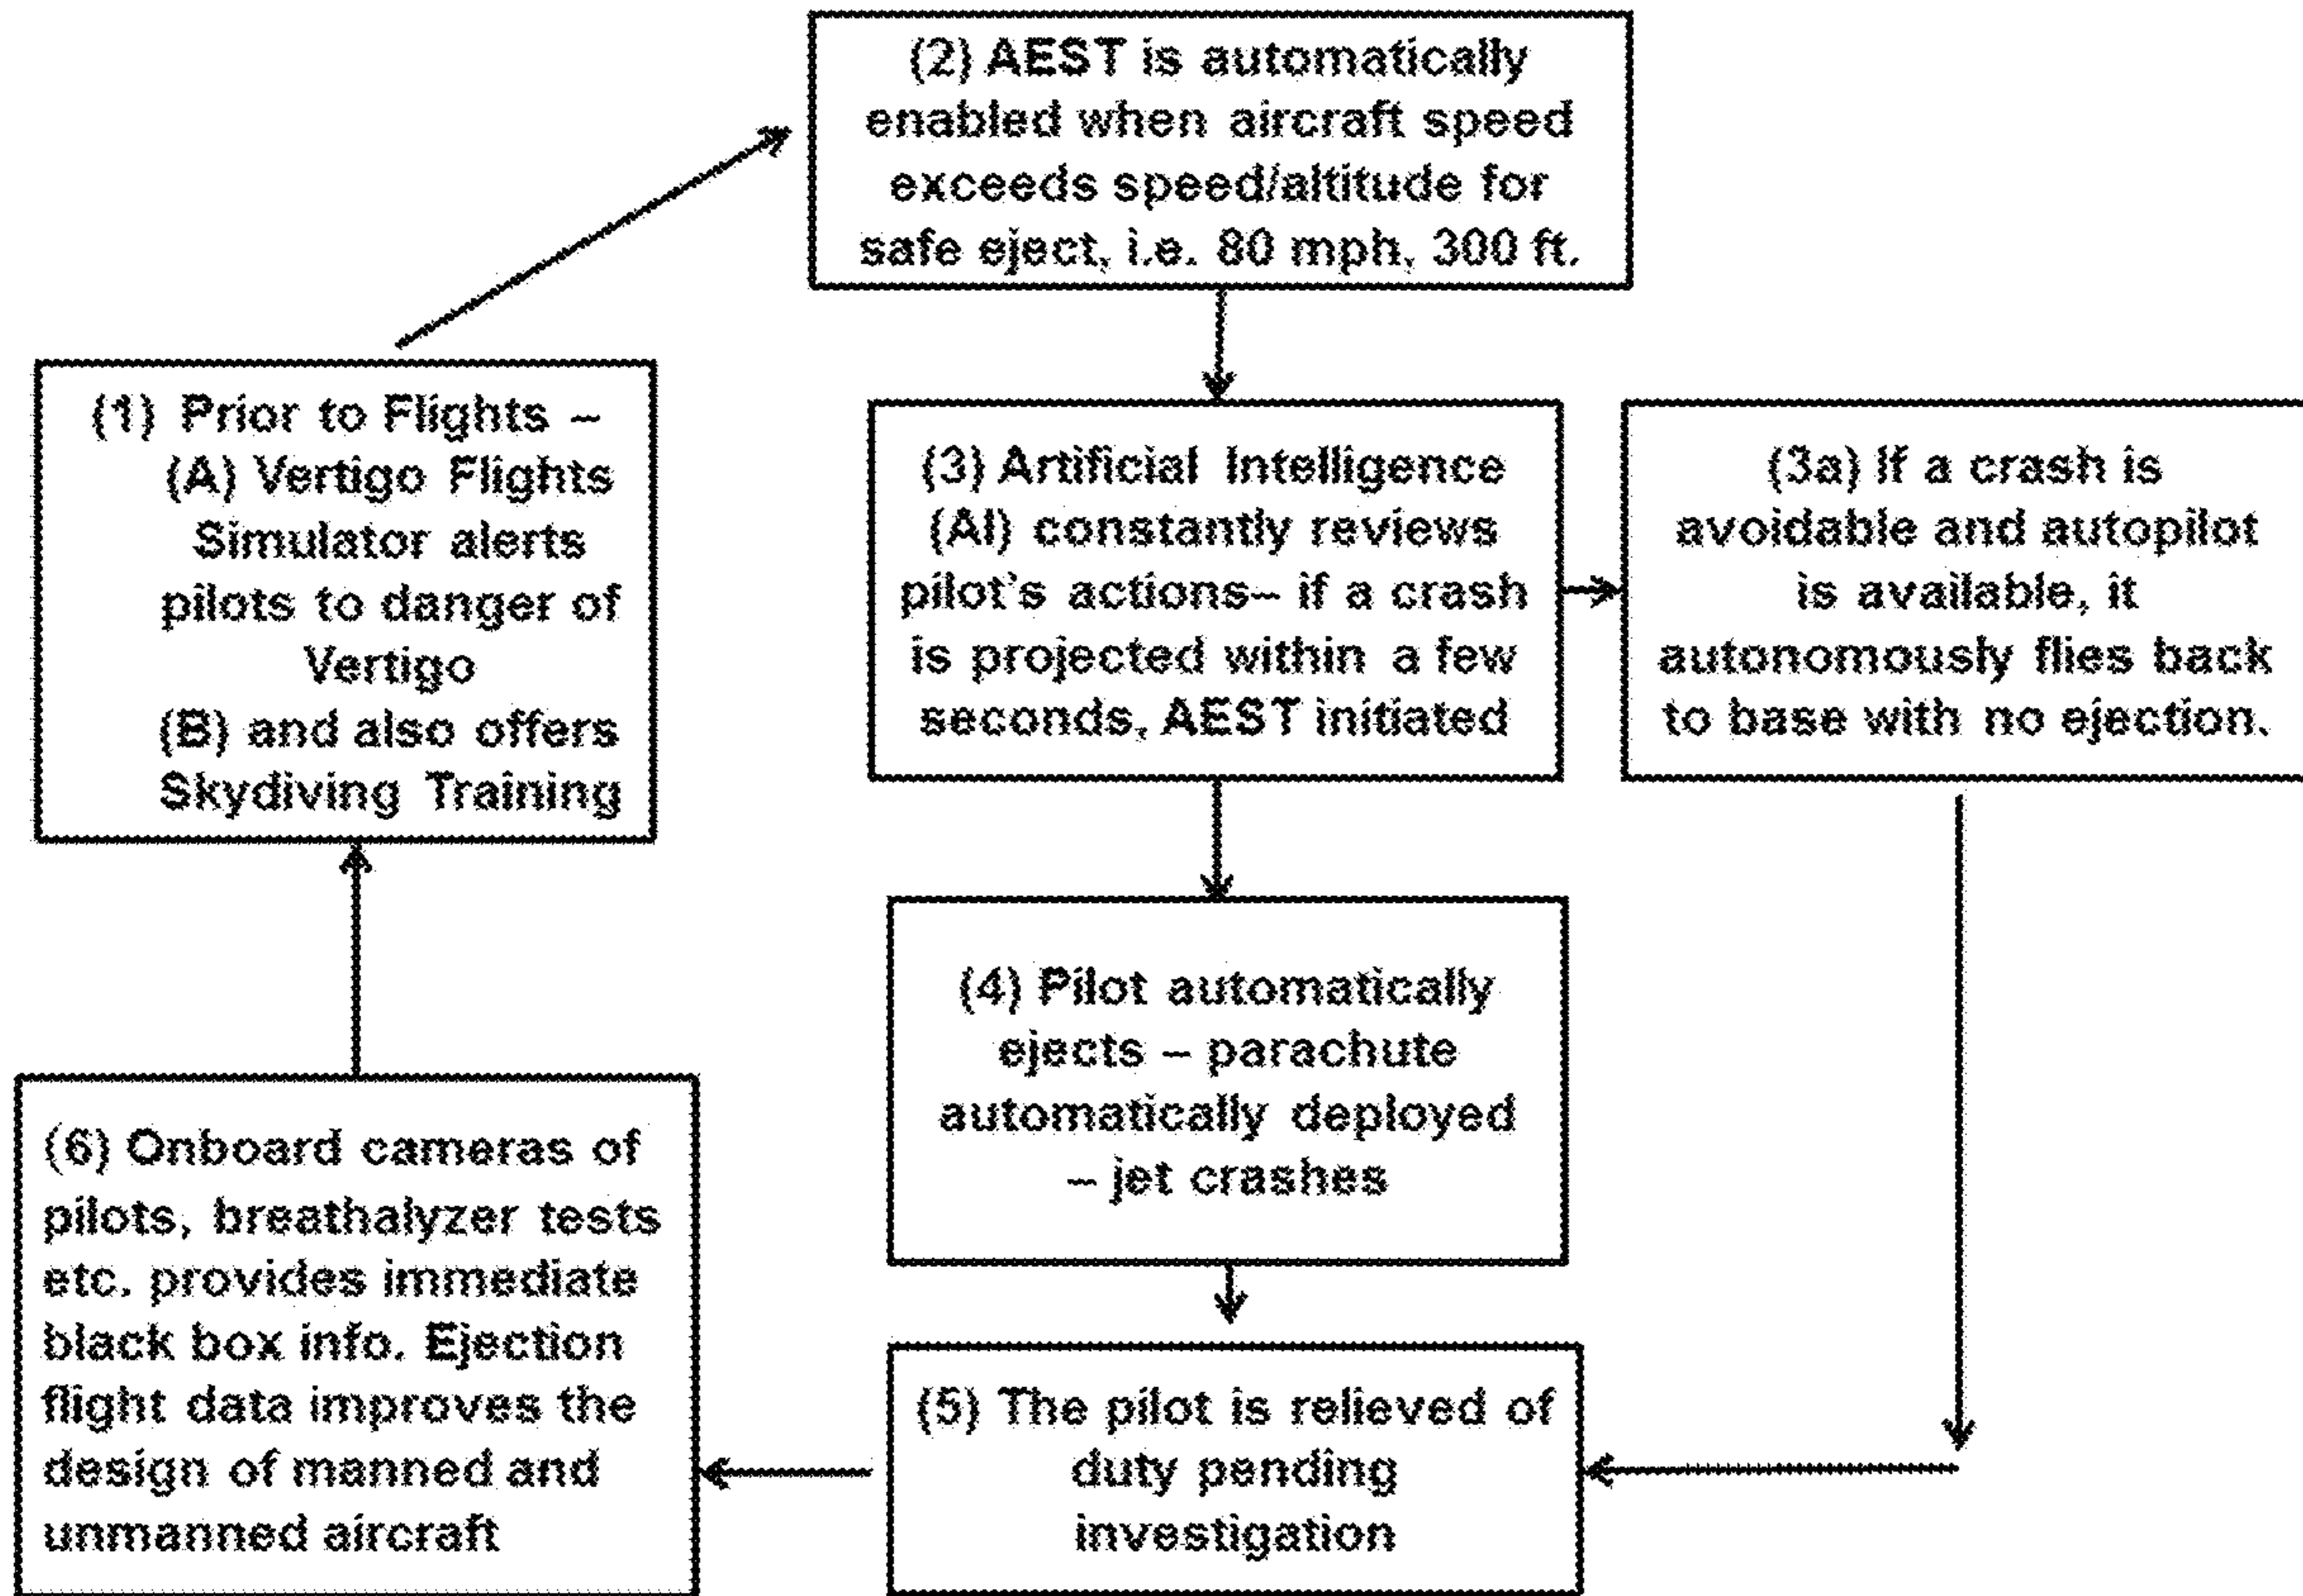 (2) AEST is automatically
enabled when aircraft speed
exceeds speed/altitude for
safe eject, i.e. 80 mph, 300 ft.
(1) Prior to Flights –
(A) Vertigo Flights
Simulator alerts
pilots to danger of
Vertigo
(B) and also offers
Skydiving Training
(3) Artificial Intelligence
(AI) constantly reviews
pilot's actions– if a crash
is projected within a few
seconds, AEST initiated
(3a) If a crash is
avoidable and autopilot
is available, it
autonomously flies back
to base with no ejection.
(4) Pilot automatically
ejects – parachute
automatically deployed
– jet crashes
(5) The pilot is relieved of
duty pending
investigation
(6) Onboard cameras of
pilots, breathalyzer tests
etc. provides immediate
black box info. Ejection
flight data improves the
design of manned and
unmanned aircraft